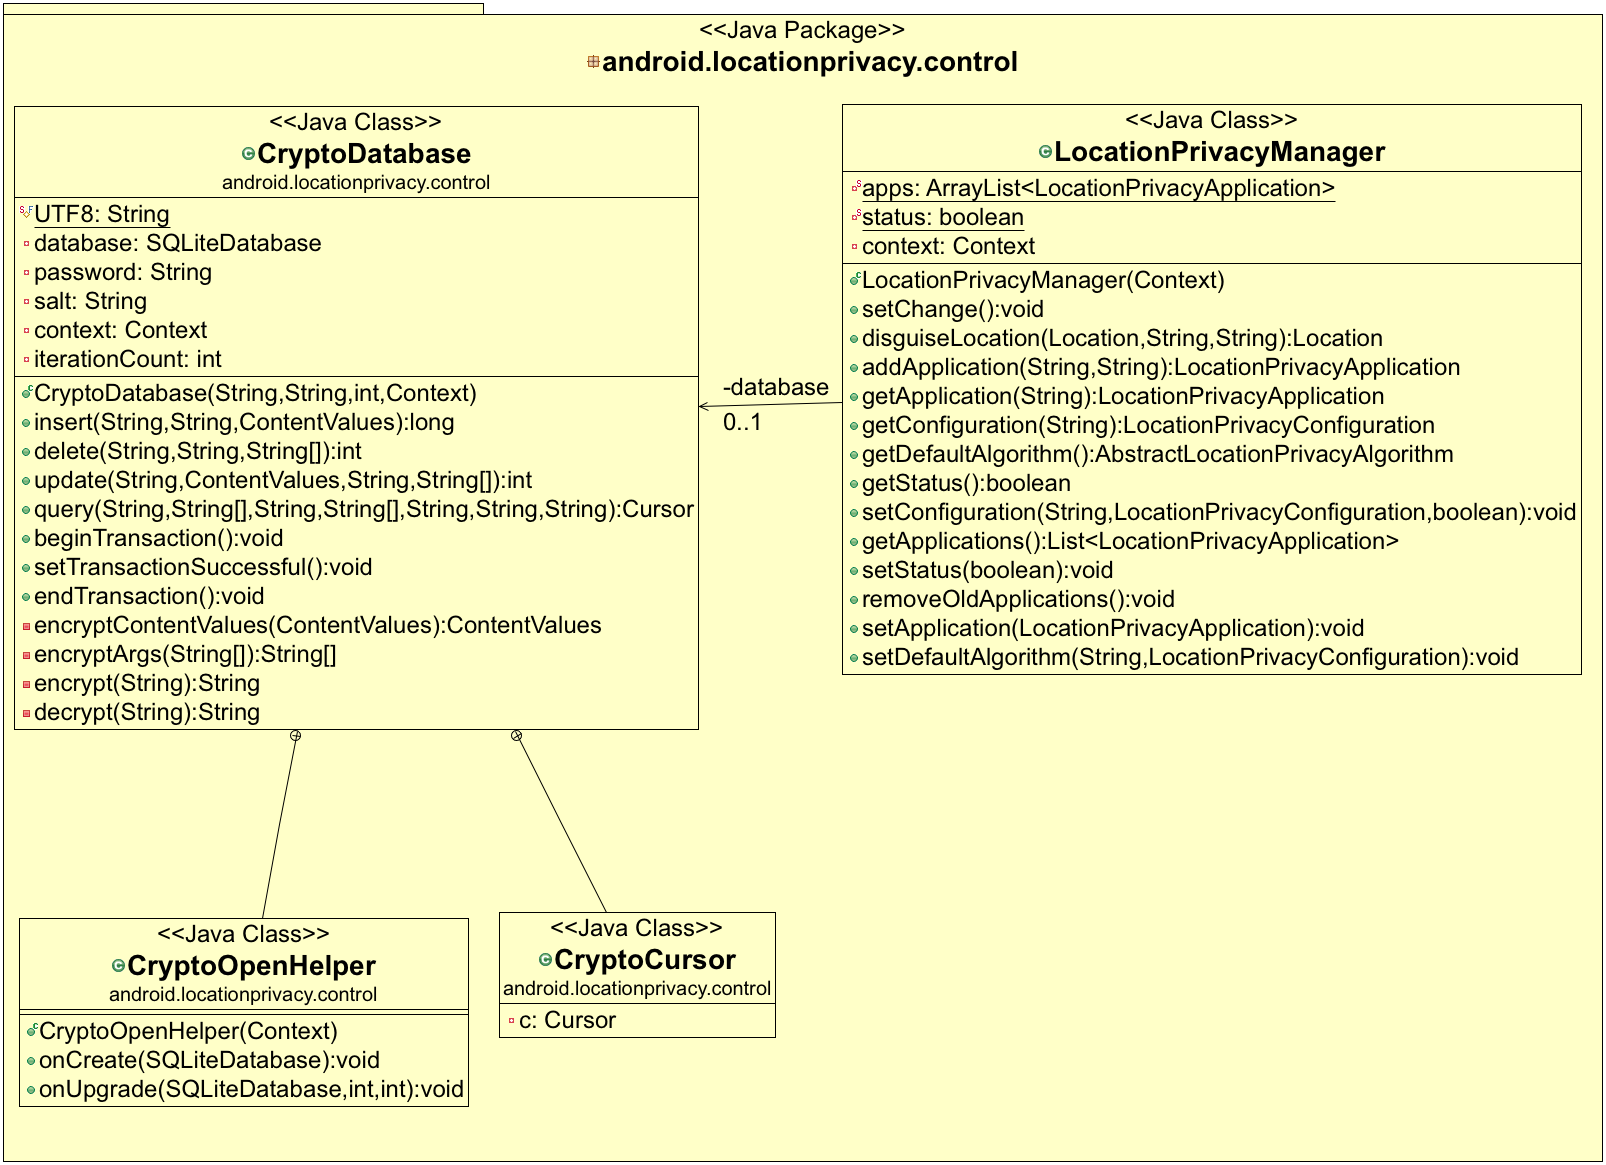 <<Java Package>>
android.locationprivacy.control
<<Java Class>>
CryptoDatabase
android.locationprivacy.control
UTF8: String
database: SQLiteDatabase
password: String
salt: String
context: Context
iterationCount: int
CryptoDatabase(String,String,int,Context)
insert(String,String,ContentValues):long
delete(String,String,String[]):int
update(String,ContentValues,String,String[]):int
query(String,String[],String,String[],String,String,String):Cursor
beginTransaction():void
setTransactionSuccessful():void
endTransaction():void
encryptContentValues(ContentValues):ContentValues
encryptArgs(String[]):String[]
encrypt(String):String
decrypt(String):String
-database
0..1
<<Java Class>>
LocationPrivacyManager
apps: ArrayList<LocationPrivacyApplication>
status: boolean
context: Context
LocationPrivacyManager(Context)
setChange():void
disguiseLocation(Location,String,String):Location
addApplication(String,String):LocationPrivacyApplication
getApplication(String):LocationPrivacyApplication
getConfiguration(String):LocationPrivacyConfiguration
getDefaultAlgorithm():AbstractLocationPrivacyAlgorithm
getStatus():boolean
setConfiguration(String,LocationPrivacyConfiguration,boolean):void
getApplications():List<LocationPrivacyApplication>
setStatus(boolean):void
removeOldApplications():void
setApplication(LocationPrivacyApplication):void
setDefaultAlgorithm(String,LocationPrivacyConfiguration):void
<<Java Class>>
CryptoOpenHelper
android.locationprivacy.control
CryptoOpenHelper(Context)
onCreate(SQLiteDatabase):void
onUpgrade(SQLiteDatabase,int,int):void
<<Java Class>>
CryptoCursor
android.locationprivacy.control
c: Cursor